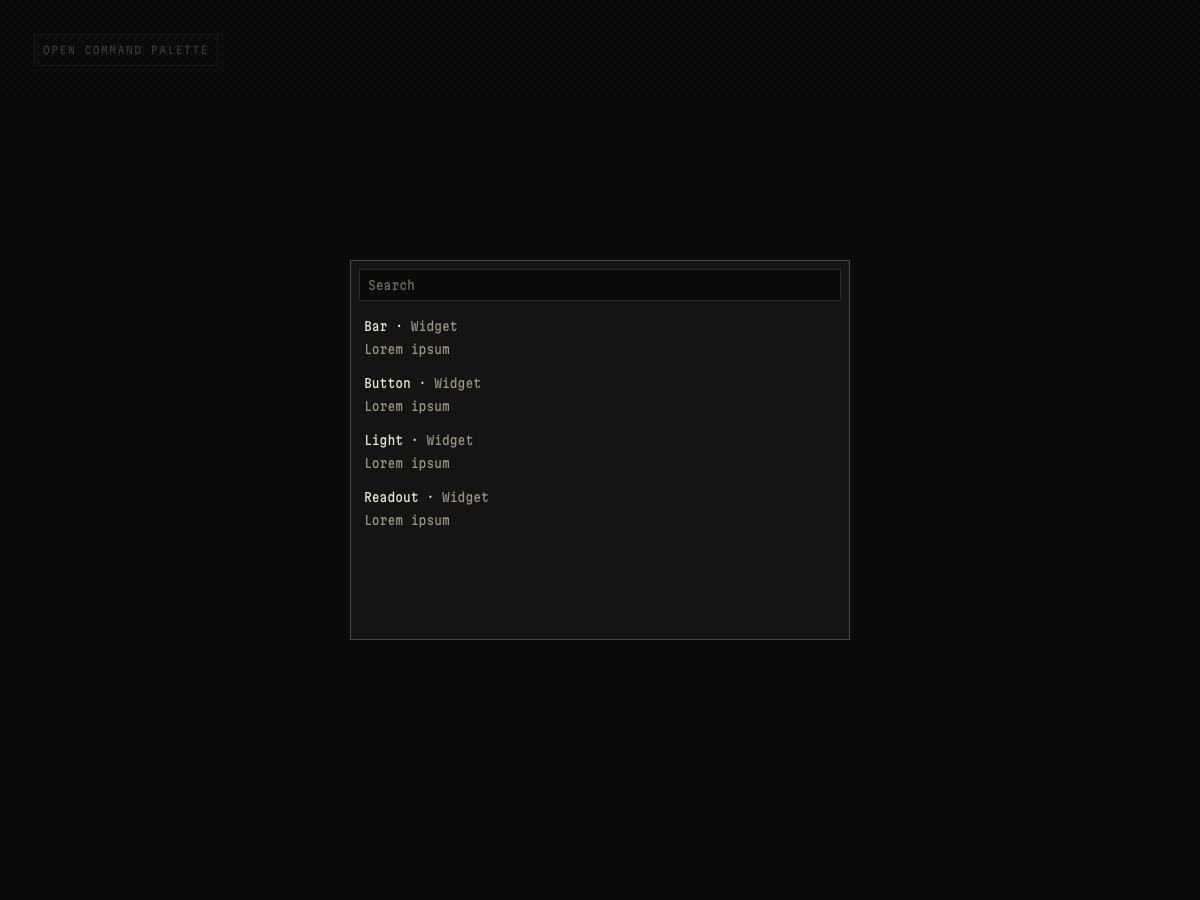 OPEN COMMAND PALETTE
Search
Bar · Widget
Lorem ipsum
Button · Widget
Lorem ipsum
Light · Widget
Lorem ipsum
Readout · Widget
Lorem ipsum